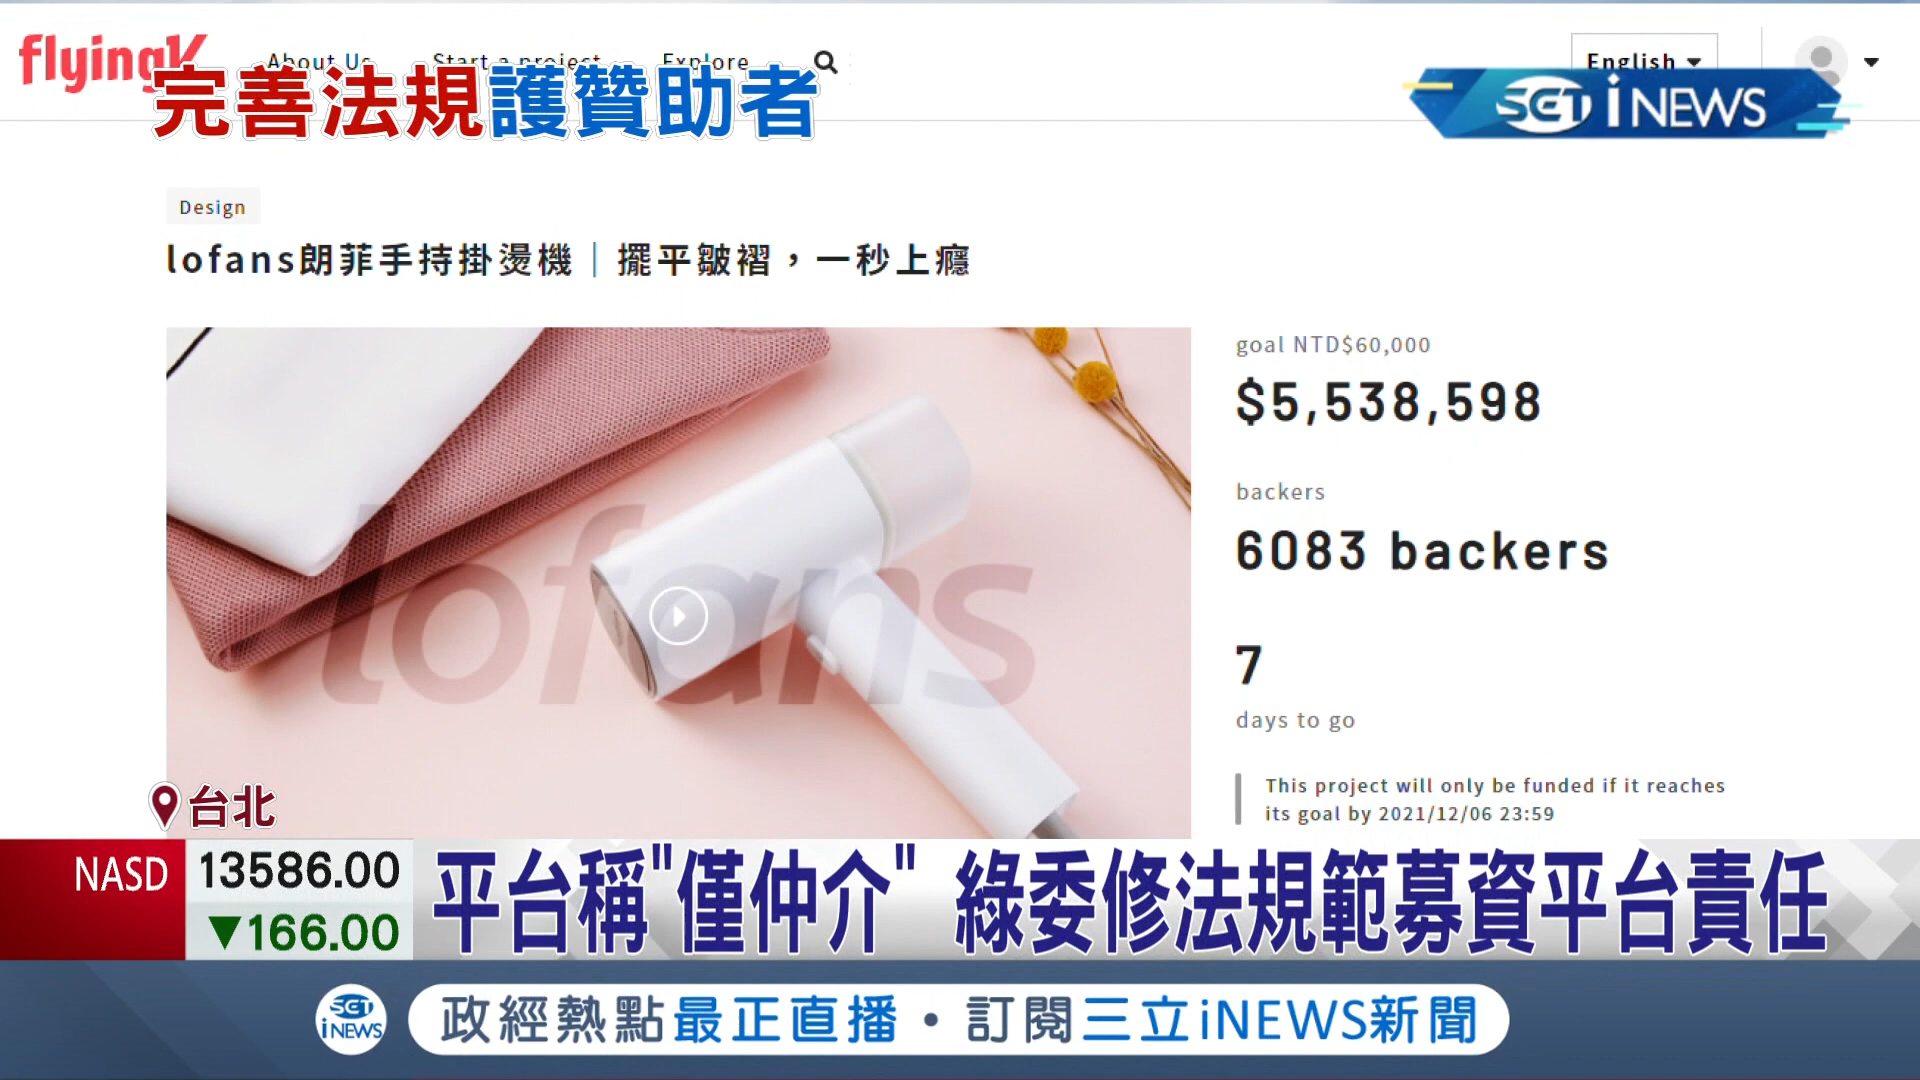 flyingV
About Us
Start a project
Explore
English
完善法規護贊助者
SET iNEWS
Design
lofans朗菲手持掛燙機｜擺平皺褶，一秒上癮
lofans
goal NTD$60,000
$5,538,598
backers
6083 backers
7
days to go
This project will only be funded if it reaches
its goal by 2021/12/06 23:59
台北
NASD
13586.00
▼166.00
平台稱"僅仲介" 綠委修法規範募資平台責任
SET iNEWS
政經熱點最正直播・訂閱三立iNEWS新聞